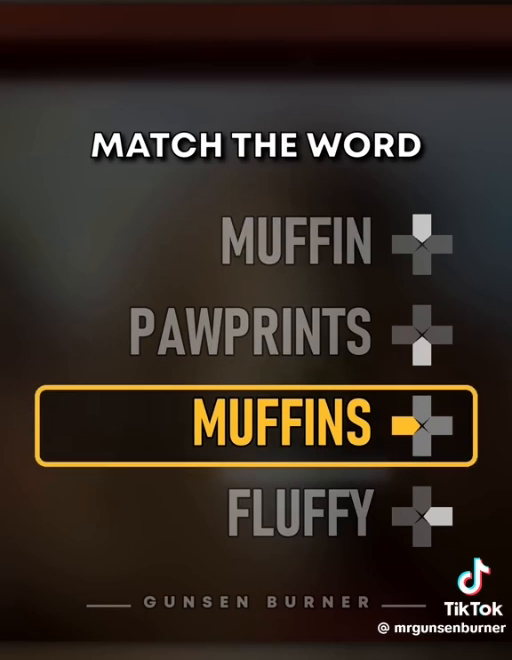 MATCH THE WORD
MUFFIN
PAWPRINTS
MUFFINS
FLUFFY
GUNSEN BURNER
TikTok
@ mrgunsenburner